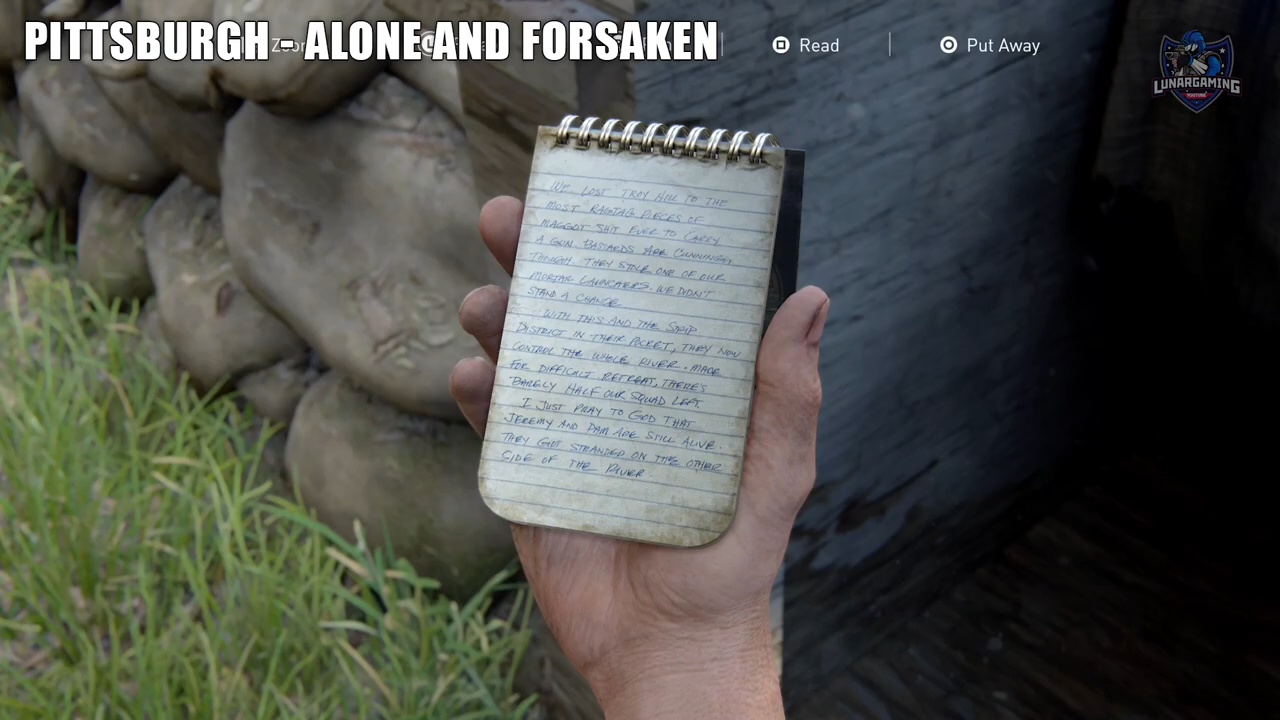 PITTSBURGH - ALONE AND FORSAKEN
Read
Put Away
LUNARGAMING
YOUTUBE
WE LOST TROY HILL TO THE
MOST RAGTAG PIECES OF
MAGGOT SHIT EVER TO CARRY
A GUN. BASTARDS ARE CUNNING,
THOUGH. THEY STOLE ONE OF OUR
MORTAR LAUNCHERS. WE DIDN'T
STAND A CHANCE.
WITH THIS AND THE STRIP
DISTRICT IN THEIR POCKET, THEY NOW
CONTROL THE WHOLE RIVER. MADE
FOR DIFFICULT RETREAT, THERE'S
BARELY HALF OUR SQUAD LEFT.
I JUST PRAY TO GOD THAT
JEREMY AND DAM ARE STILL ALIVE.
THEY GOT STRANDED ON THE OTHER
SIDE OF THE RIVER.